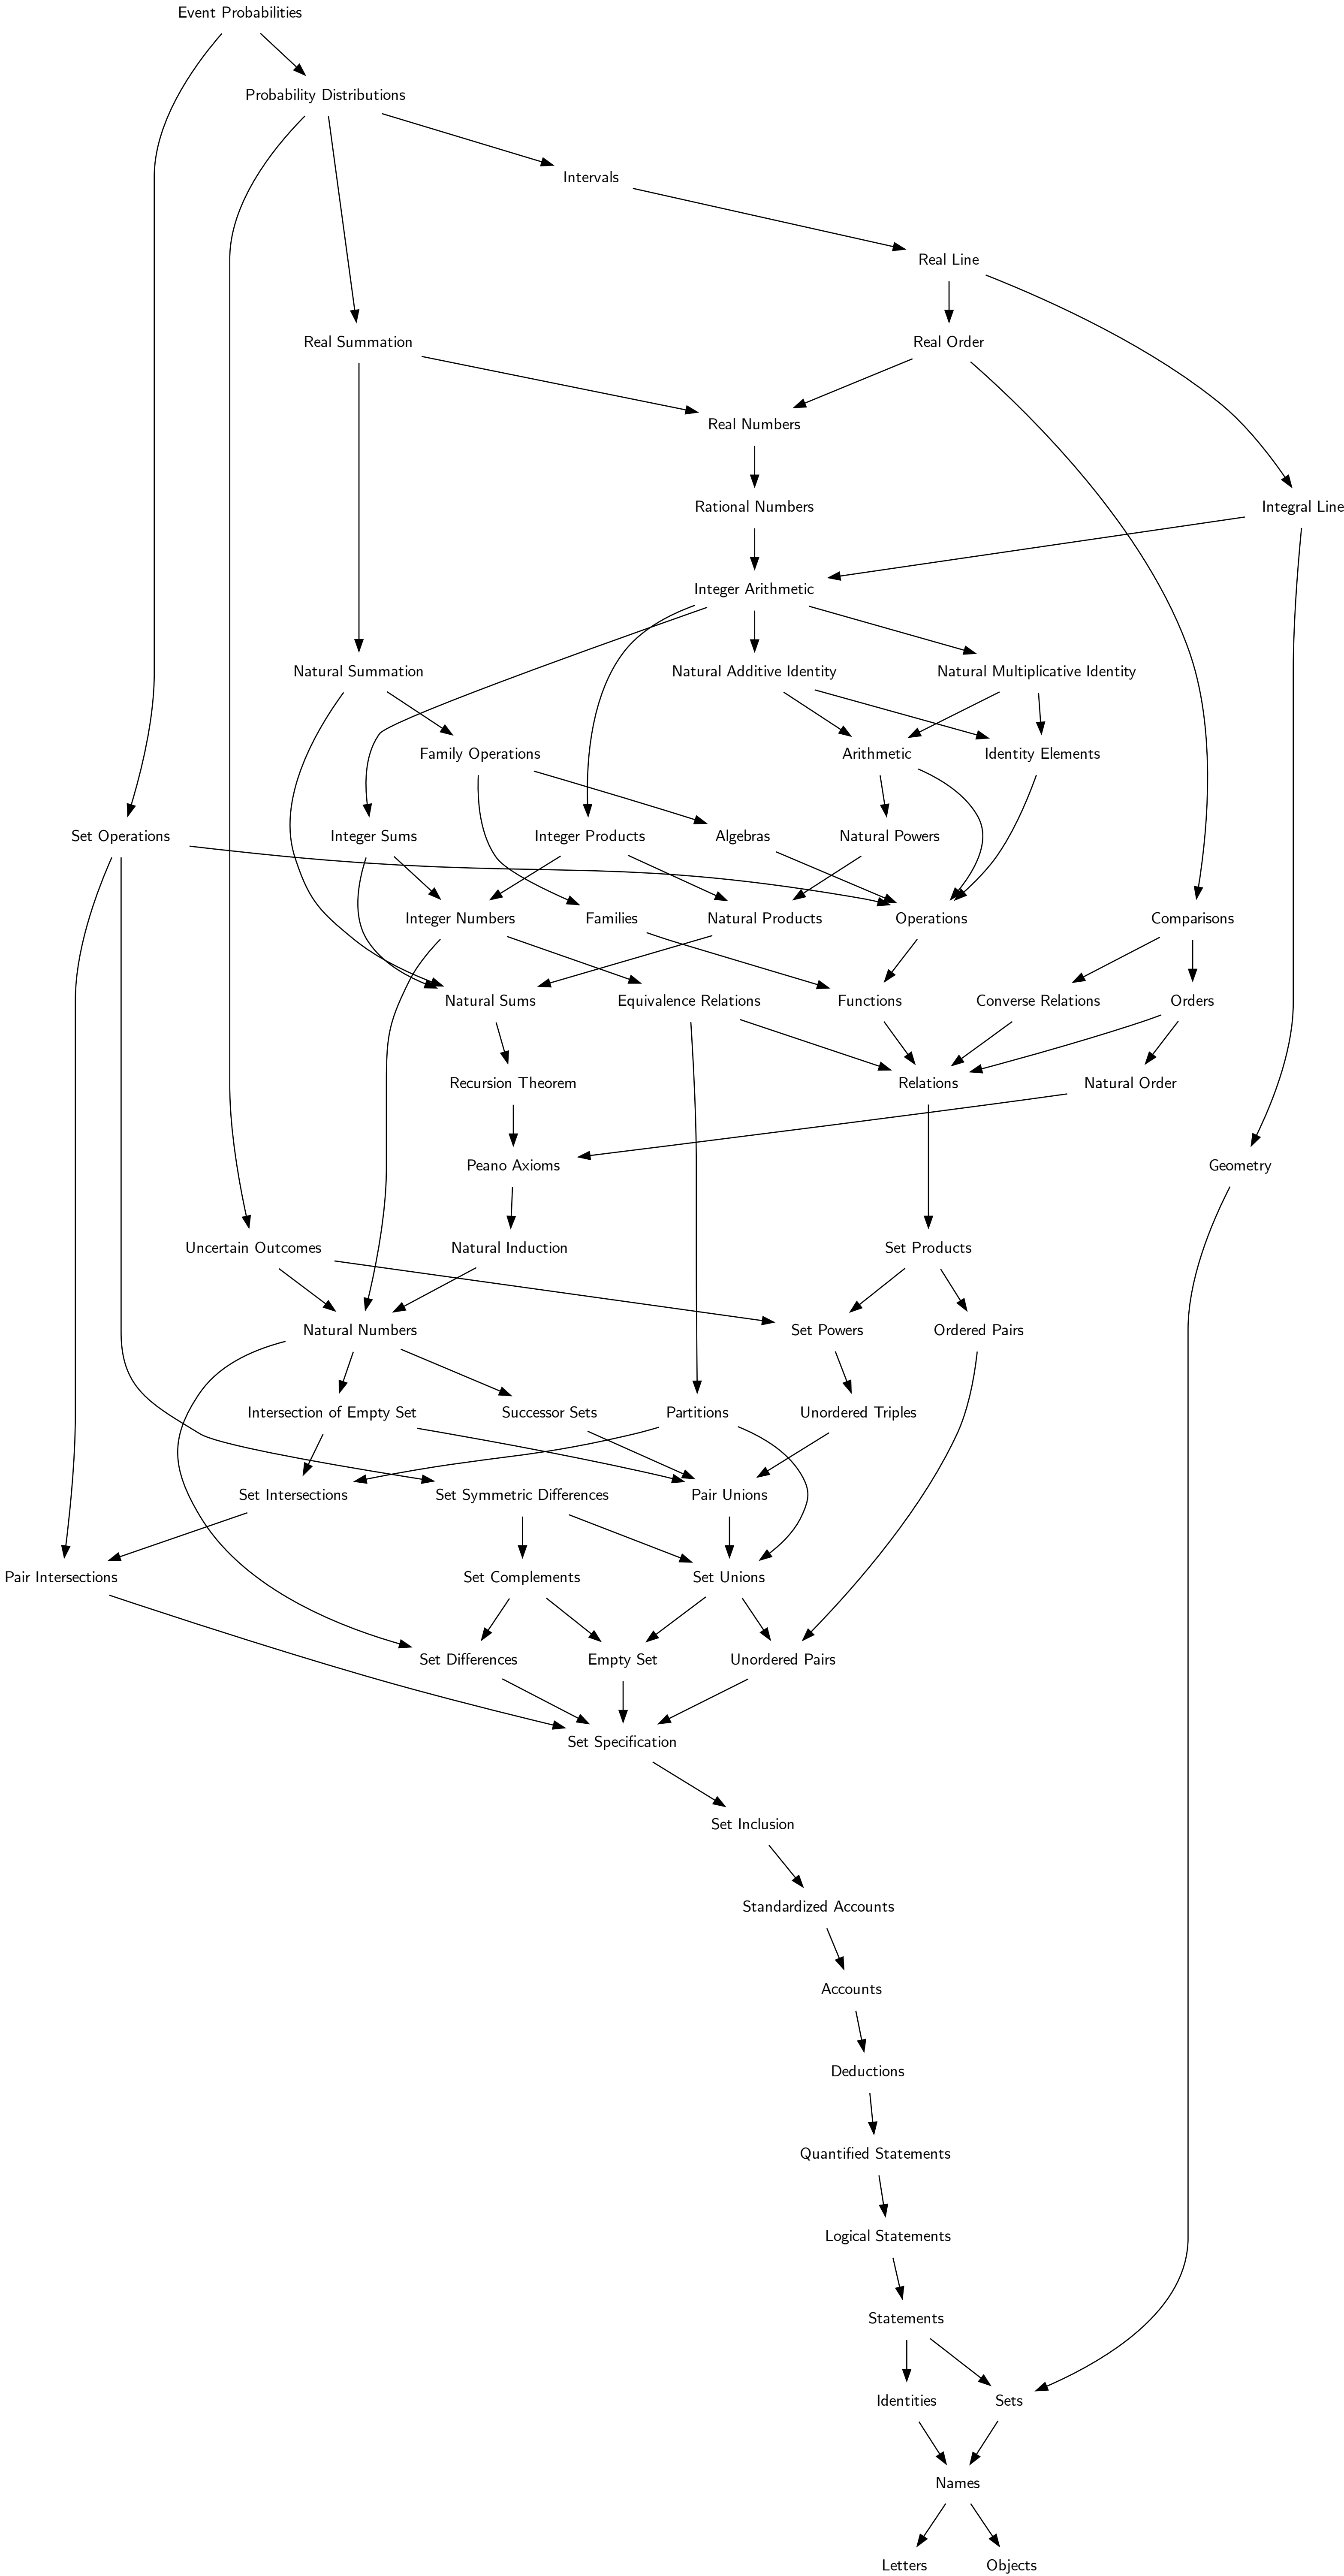 Event Probabilities
Probability Distributions
Intervals
Real Line
Real Summation
Real Order
Real Numbers
Rational Numbers
Integral Line
Integer Arithmetic
Natural Summation
Natural Additive Identity
Natural Multiplicative Identity
Family Operations
Arithmetic
Identity Elements
Set Operations
Integer Sums
Integer Products
Algebras
Natural Powers
Integer Numbers
Families
Natural Products
Operations
Comparisons
Natural Sums
Equivalence Relations
Functions
Converse Relations
Orders
Recursion Theorem
Relations
Natural Order
Peano Axioms
Geometry
Uncertain Outcomes
Natural Induction
Set Products
Natural Numbers
Set Powers
Ordered Pairs
Intersection of Empty Set
Successor Sets
Partitions
Unordered Triples
Set Intersections
Set Symmetric Differences
Pair Unions
Pair Intersections
Set Complements
Set Unions
Set Differences
Empty Set
Unordered Pairs
Set Specification
Set Inclusion
Standardized Accounts
Accounts
Deductions
Quantified Statements
Logical Statements
Statements
Identities
Sets
Names
Letters
Objects